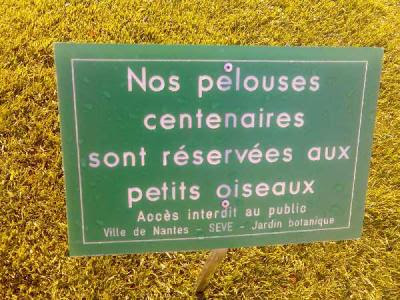 Nos pelouses
centenaires
sont réservées aux
petits oiseaux
Accès interdit au public
Ville de Nantes - SEVE - Jardin botanique